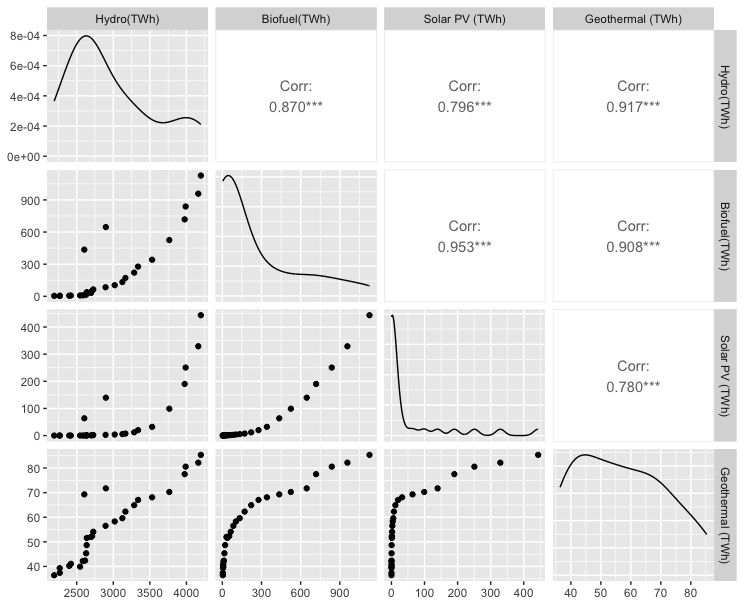 Hydro(TWh)
Biofuel(TWh)
Solar PV (TWh)
Geothermal (TWh)
8e-04
6e-04
4e-04
2e-04
0e+00
Corr:
0.870***
Corr:
0.796***
Corr:
0.917***
Hydro(TWh)
900
600
300
0
Corr:
0.953***
Corr:
0.908***
Biofuel(TWh)
400
300
200
100
0
Corr:
0.780***
Solar PV (TWh)
80
70
60
50
40
Geothermal (TWh)
2500 3000 3500 4000
0 300 600 900
0 100 200 300 400
40 50 60 70 80